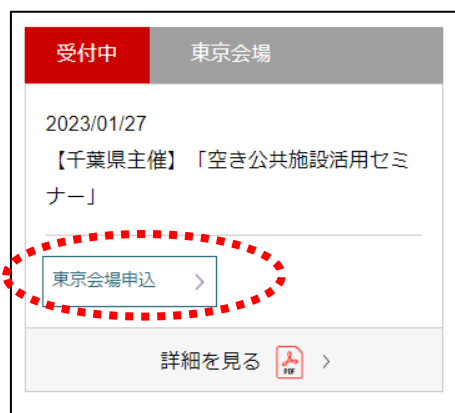 受付中 東京会場
2023/01/27
【千葉県主催】「空き公共施設活用セミ
ナー」
東京会場申込 >
詳細を見る PDF >